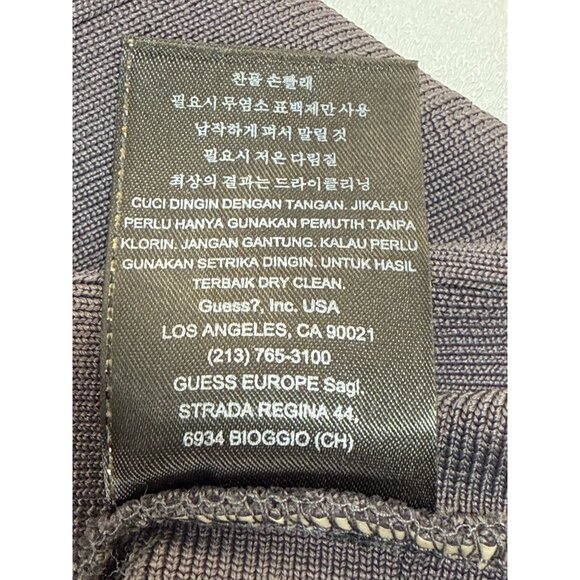 찬물 손빨래
필요시 무염소 표백제만 사용
납작하게 펴서 말릴 것
필요시 저온 다림질
최상의 결과는 드라이클리닝
CUCI DINGIN DENGAN TANGAN. JIKALAU
PERLU HANYA GUNAKAN PEMUTIH TANPA
KLORIN. JANGAN GANTUNG. KALAU PERLU
GUNAKAN SETRIKA DINGIN. UNTUK HASIL
TERBAIK DRY CLEAN.
Guess?, Inc. USA
LOS ANGELES, CA 90021
(213) 765-3100
GUESS EUROPE Sagl
STRADA REGINA 44,
6934 BIOGGIO (CH)